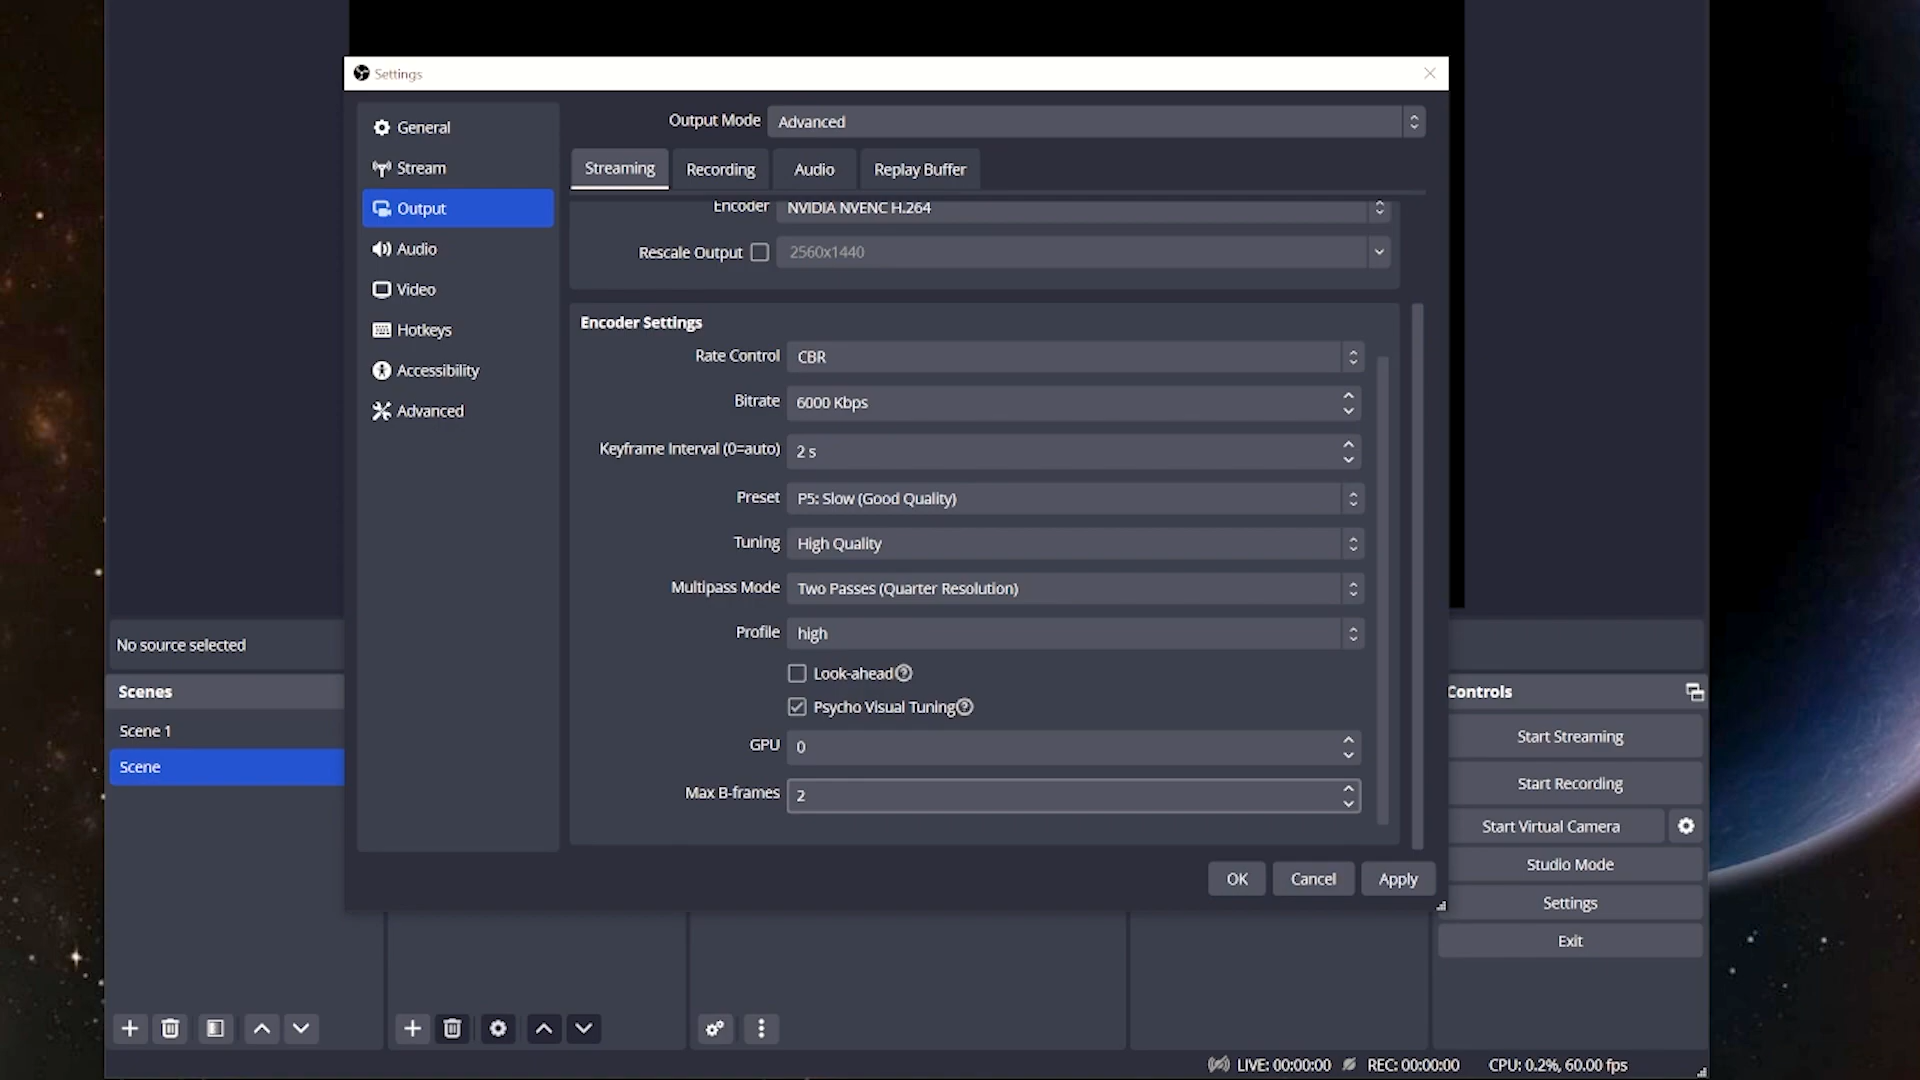 Settings
General
Stream
Output
Audio
Video
Hotkeys
Accessibility
Advanced
Output Mode Advanced
Streaming Recording Audio Replay Buffer
Encoder NVIDIA NVENC H.264
Rescale Output 2560x1440
Encoder Settings
Rate Control CBR
Bitrate 6000 Kbps
Keyframe Interval (0=auto) 2 s
Preset P5: Slow (Good Quality)
Tuning High Quality
Multipass Mode Two Passes (Quarter Resolution)
Profile high
Look-ahead
Psycho Visual Tuning
GPU 0
Max B-frames 2
OK Cancel Apply
No source selected
Scenes
Scene 1
Scene
Controls
Start Streaming
Start Recording
Start Virtual Camera
Studio Mode
Settings
Exit
LIVE: 00:00:00 REC: 00:00:00 CPU: 0.2%, 60.00 fps